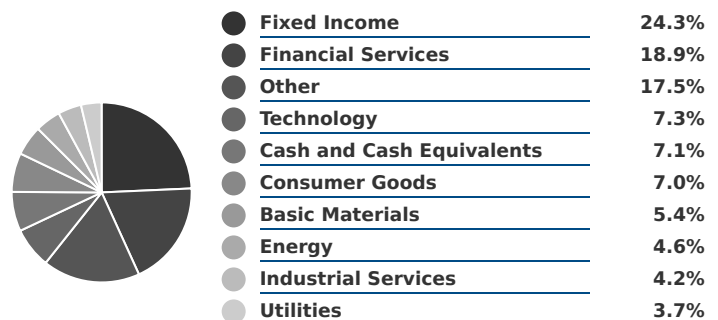 Fixed Income 24.3%
Financial Services 18.9%
Other 17.5%
Technology 7.3%
Cash and Cash Equivalents 7.1%
Consumer Goods 7.0%
Basic Materials 5.4%
Energy 4.6%
Industrial Services 4.2%
Utilities 3.7%